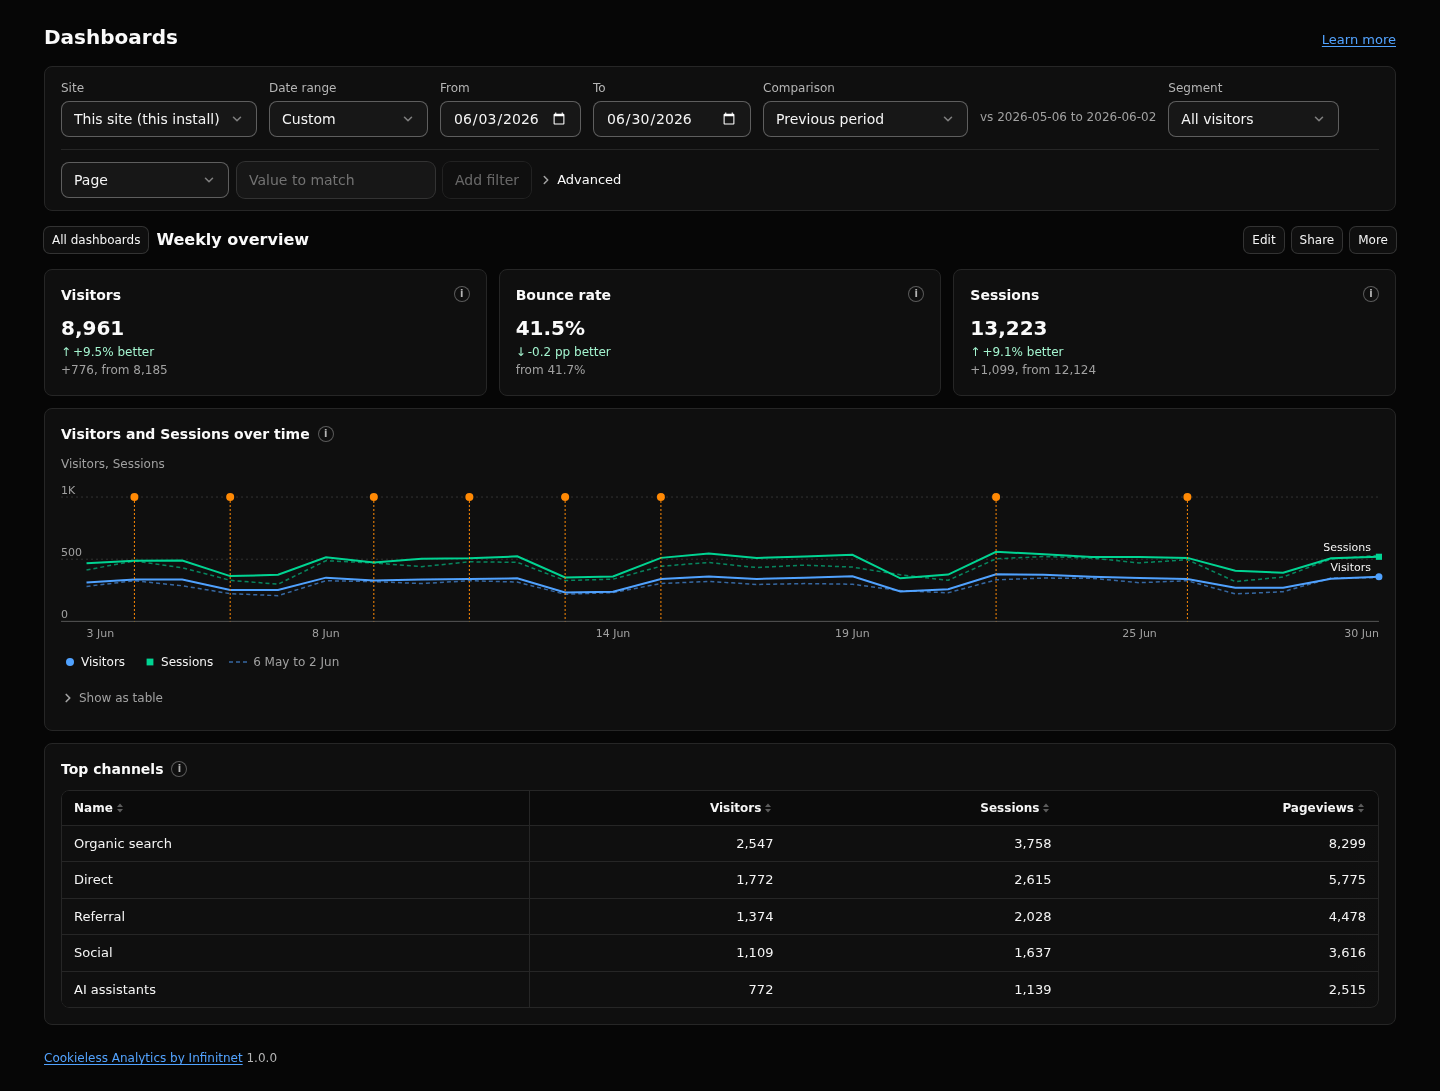 Dashboards
Learn more
Site
Date range
From
To
Comparison
Segment
This site (this install)
Custom
06/03/2026
06/30/2026
Previous period
vs 2026-05-06 to 2026-06-02
All visitors
Page
Value to match
Add filter
Advanced
All dashboards
Weekly overview
Edit
Share
More
Visitors
i
8,961
↑ +9.5% better
+776, from 8,185
Bounce rate
i
41.5%
↓ -0.2 pp better
from 41.7%
Sessions
i
13,223
↑ +9.1% better
+1,099, from 12,124
Visitors and Sessions over time
i
Visitors, Sessions
1K
500
0
Sessions
Visitors
3 Jun
8 Jun
14 Jun
19 Jun
25 Jun
30 Jun
Visitors
Sessions
6 May to 2 Jun
Show as table
Top channels
i
Name Visitors Sessions Pageviews
Organic search 2,547 3,758 8,299
Direct 1,772 2,615 5,775
Referral 1,374 2,028 4,478
Social 1,109 1,637 3,616
AI assistants 772 1,139 2,515
Cookieless Analytics by Infinitnet 1.0.0